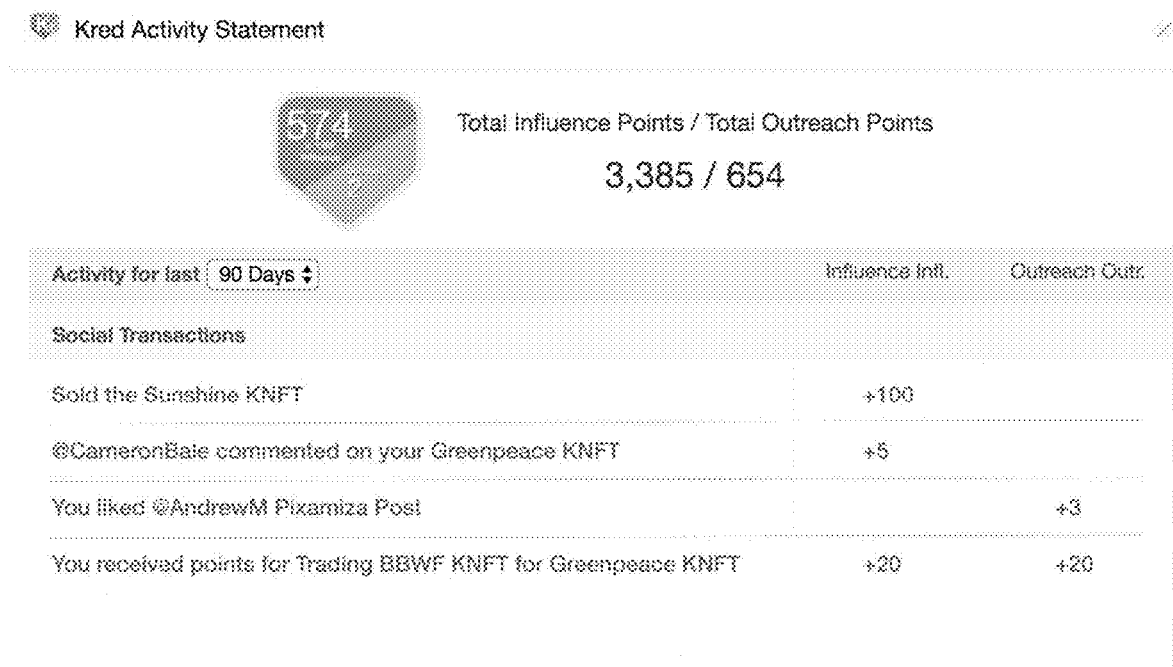 Kred Activity Statement
574
Total Influence Points / Total Outreach Points
3,385 / 654
Activity for last 90 Days
Influence Infl. Outreach Outr.
Social Transactions
Sold the Sunshine KNFT +100
@CameronBale commented on your Greenpeace KNFT +5
You liked @AndrewM Pixamiza Post +3
You received points for Trading BBWF KNFT for Greenpeace KNFT +20 +20